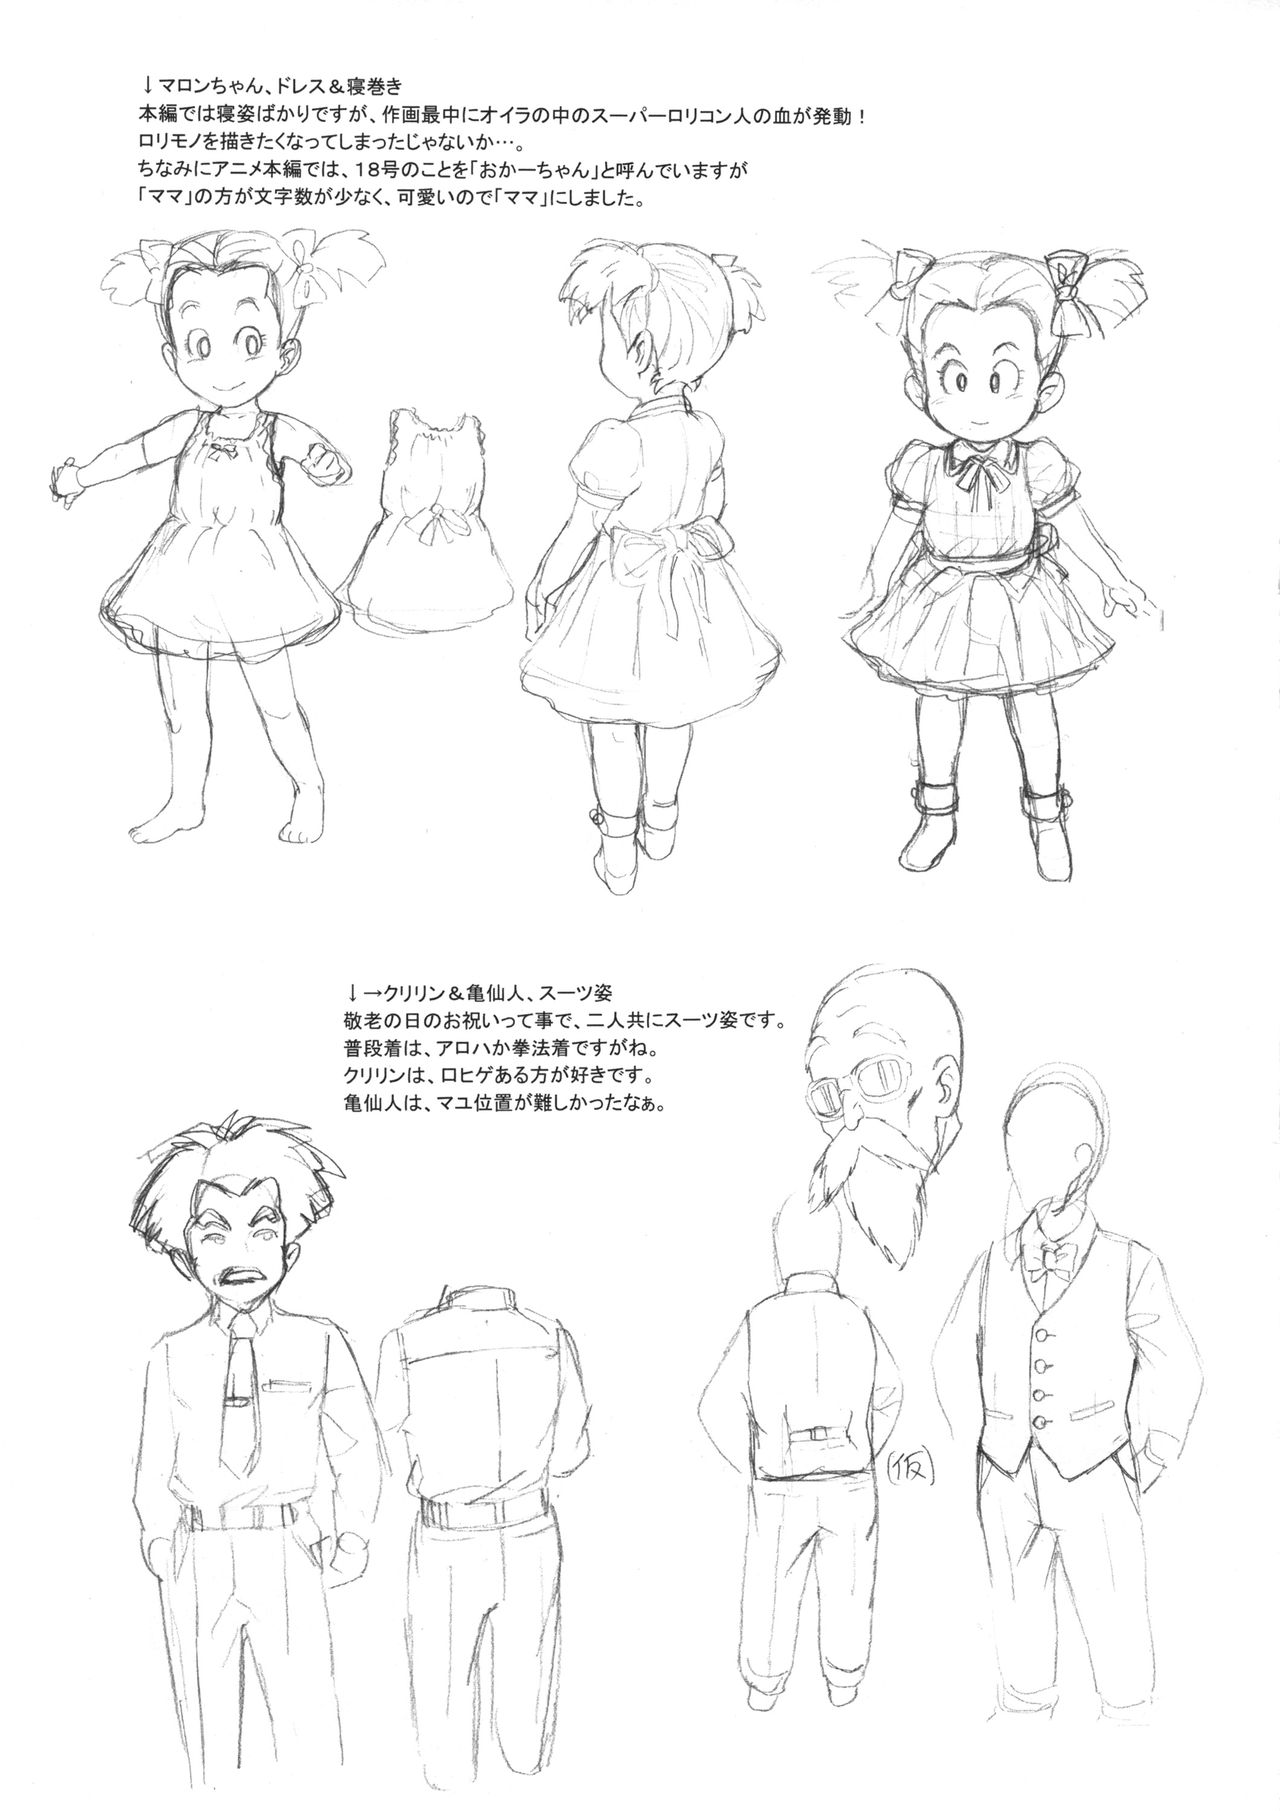 ↓マロンちゃん、ドレス＆寝巻き
本編では寝姿ばかりですが、作画最中にオイラの中のスーパーロリコン人の血が発動！
ロリモノを描きたくなってしまったじゃないか…。
ちなみにアニメ本編では、１８号のことを「おかーちゃん」と呼んでいますが
「ママ」の方が文字数が少なく、可愛いので「ママ」にしました。
↓→クリリン＆亀仙人、スーツ姿
敬老の日のお祝いって事で、二人共にスーツ姿です。
普段着は、アロハか拳法着ですがね。
クリリンは、口ヒゲある方が好きです。
亀仙人は、マユ位置が難しかったなぁ。
(仮)